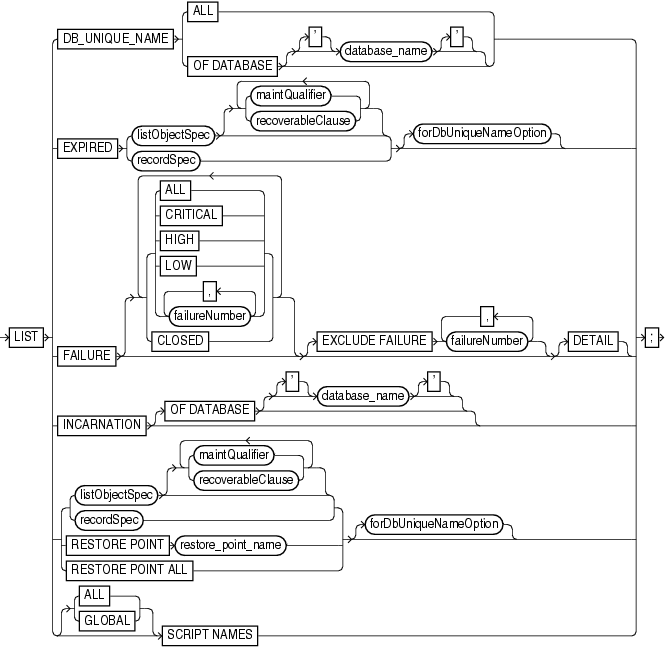 ALL
DB_UNIQUE_NAME
' '
OF DATABASE database_name
maintQualifier
recoverableClause
listObjectSpec
forDbUniqueNameOption
EXPIRED
recordSpec
ALL
CRITICAL
HIGH
LOW
,
failureNumber
,
LIST CLOSED EXCLUDE FAILURE failureNumber DETAIL ;
FAILURE
' '
OF DATABASE database_name
INCARNATION
maintQualifier
recoverableClause
listObjectSpec
recordSpec
forDbUniqueNameOption
RESTORE POINT restore_point_name
RESTORE POINT ALL
ALL
GLOBAL
SCRIPT NAMES